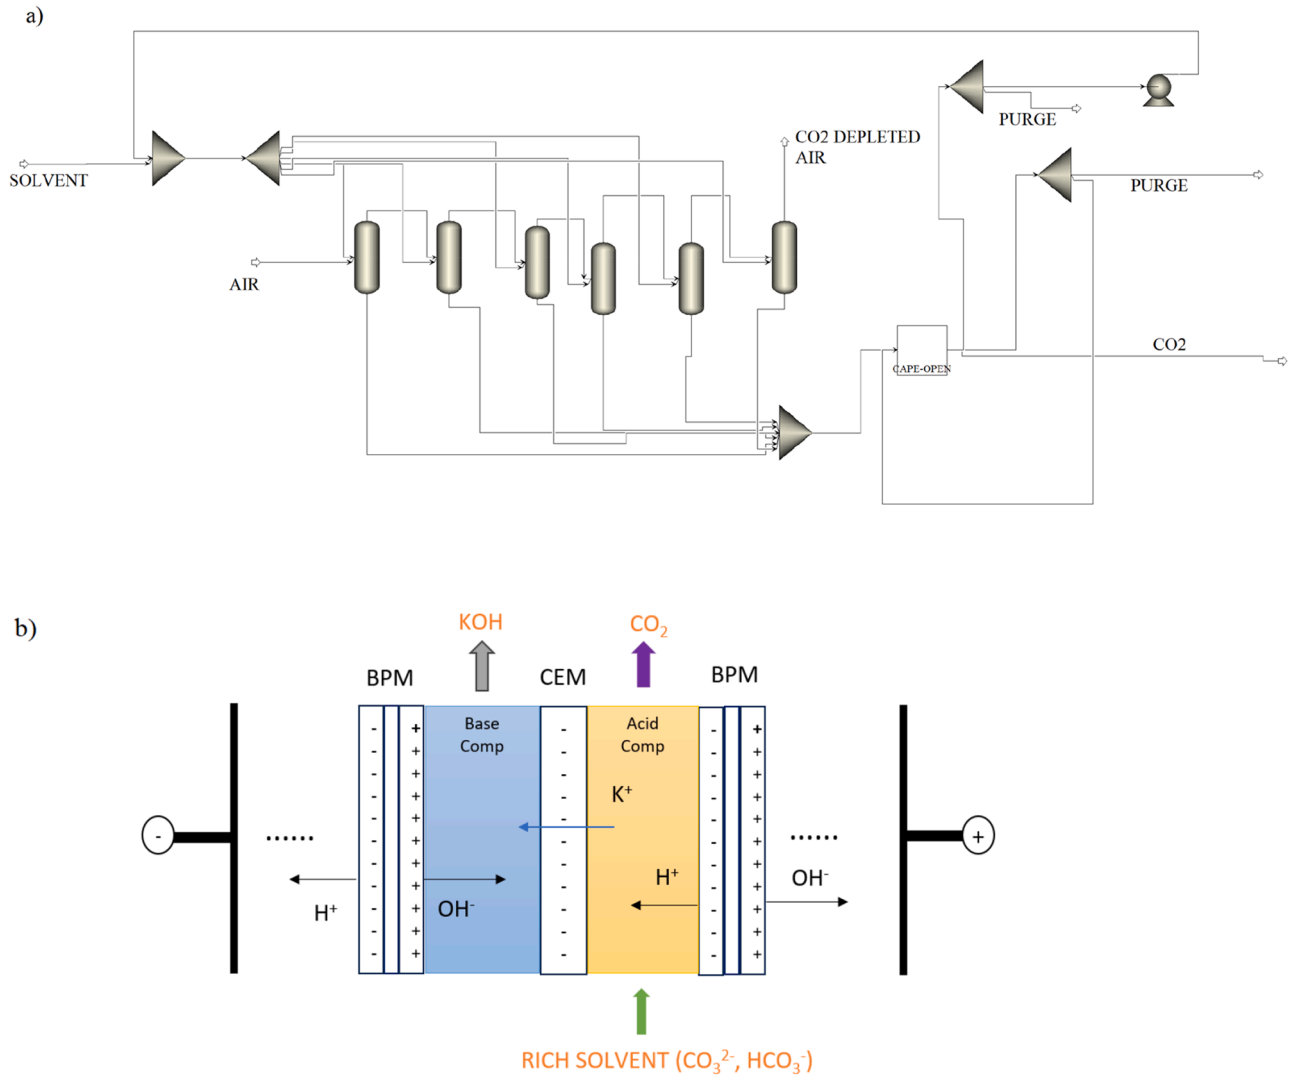 a)
PURGE
CO2 DEPLETED
AIR
SOLVENT
PURGE
AIR
CO2
CAPE-OPEN
b)
KOH
CO₂
BPM
CEM
BPM
Base
Comp
Acid
Comp
K⁺
-
......
......
+
H⁺
OH⁻
H⁺
OH⁻
RICH SOLVENT (CO₃²⁻, HCO₃⁻)